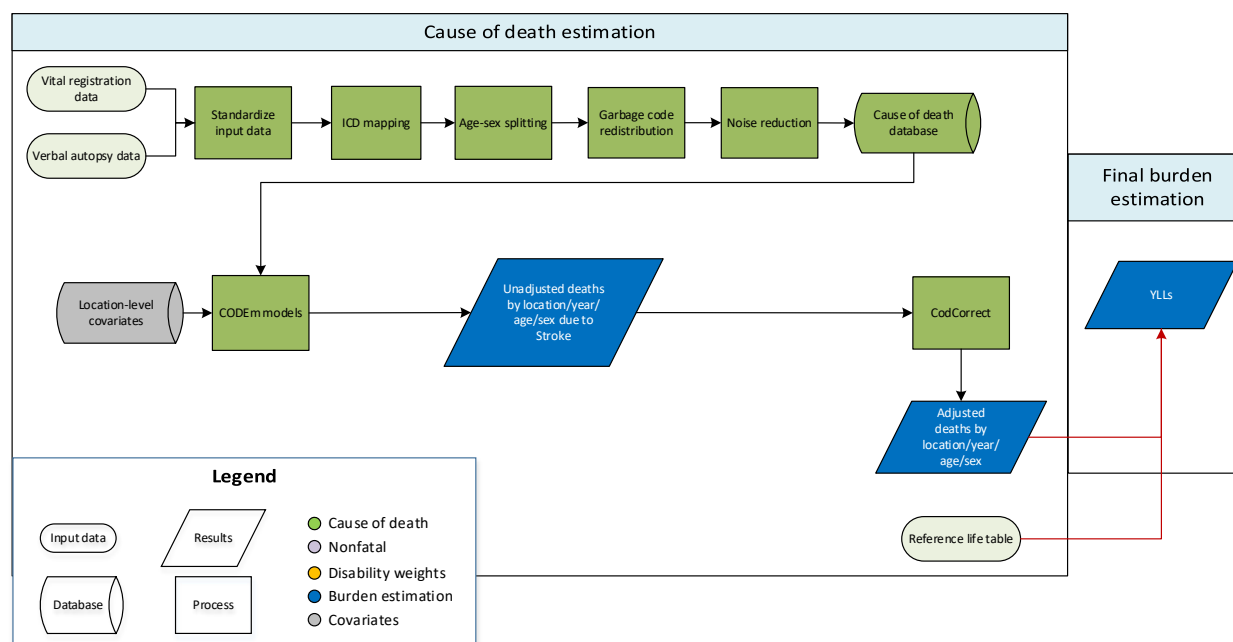 Cause of death estimation
Vital registration
data
Verbal autopsy data
Standardize
input data
ICD mapping
Age-sex splitting
Garbage code
redistribution
Noise reduction
Cause of death
database
Final burden
estimation
Location-level
covariates
CODEm models
Unadjusted deaths
by location/year/
age/sex due to
Stroke
CodCorrect
YLLs
Adjusted
deaths by
location/year/
age/sex
Reference life table
Legend
Input data
Results
Database
Process
Cause of death
Nonfatal
Disability weights
Burden estimation
Covariates